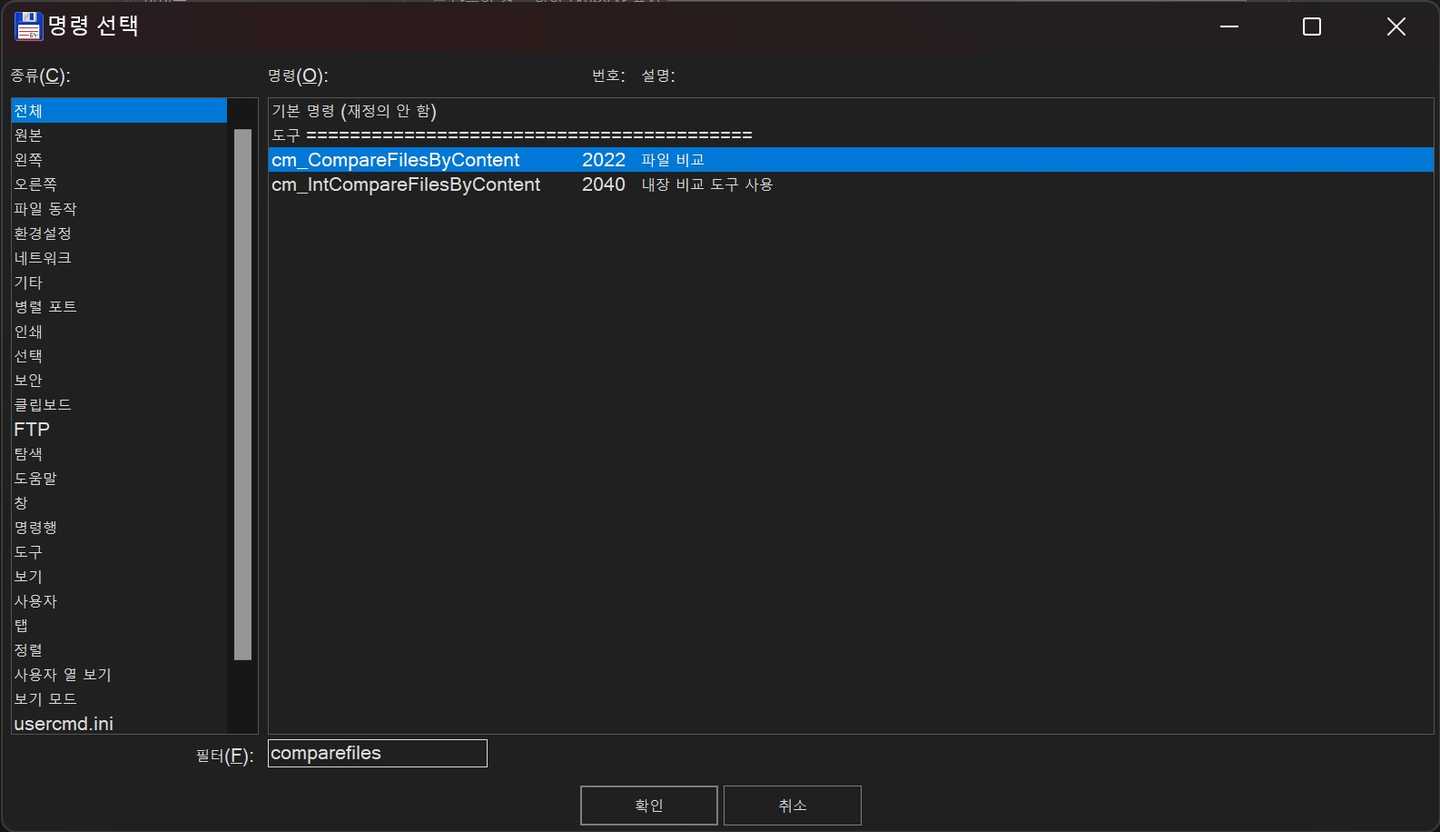 명령 선택
종류(C):
명령(O):
번호:
설명:
전체
원본
왼쪽
오른쪽
파일 동작
환경설정
네트워크
기타
병렬 포트
인쇄
선택
보안
클립보드
FTP
탐색
도움말
창
명령행
도구
보기
사용자
탭
정렬
사용자 열 보기
보기 모드
usercmd.ini
기본 명령 (재정의 안 함)
도구 =========================================
cm_CompareFilesByContent 2022 파일 비교
cm_IntCompareFilesByContent 2040 내장 비교 도구 사용
필터(F): comparefiles
확인
취소